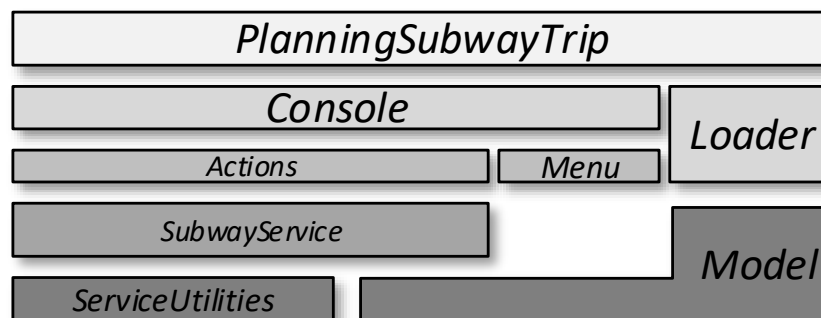 PlanningSubwayTrip
Console
Loader
Actions
Menu
SubwayService
Model
ServiceUtilities